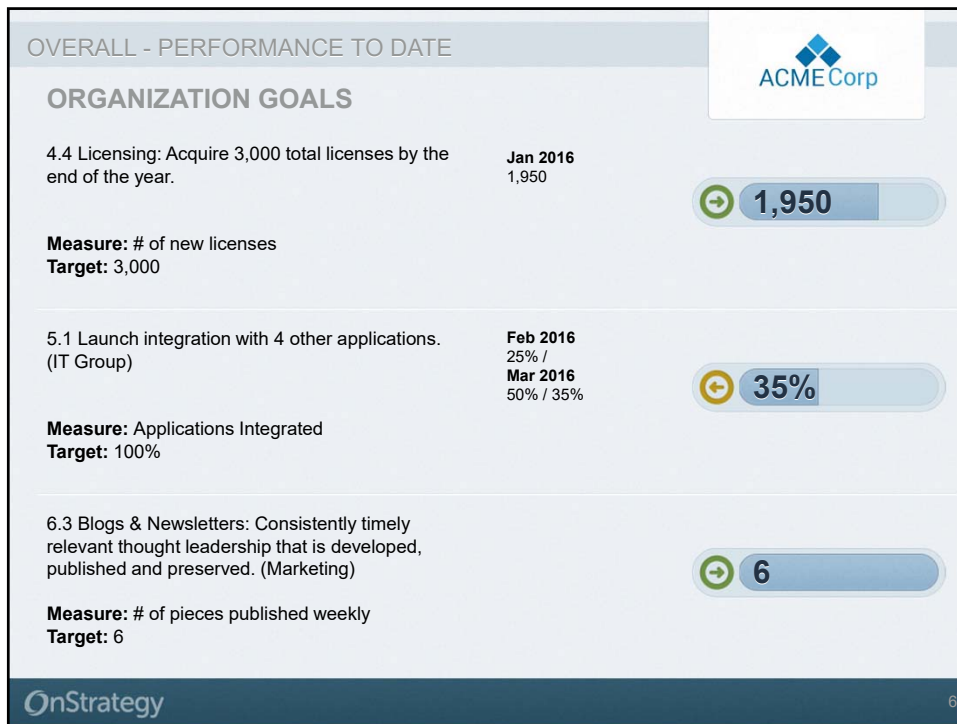 OVERALL - PERFORMANCE TO DATE
ACME Corp
ORGANIZATION GOALS
4.4 Licensing: Acquire 3,000 total licenses by the
end of the year.
Jan 2016
1,950
1,950
Measure: # of new licenses
Target: 3,000
5.1 Launch integration with 4 other applications.
(IT Group)
Feb 2016
25% /
Mar 2016
50% / 35%
35%
Measure: Applications Integrated
Target: 100%
6.3 Blogs & Newsletters: Consistently timely
relevant thought leadership that is developed,
published and preserved. (Marketing)
6
Measure: # of pieces published weekly
Target: 6
OnStrategy
6